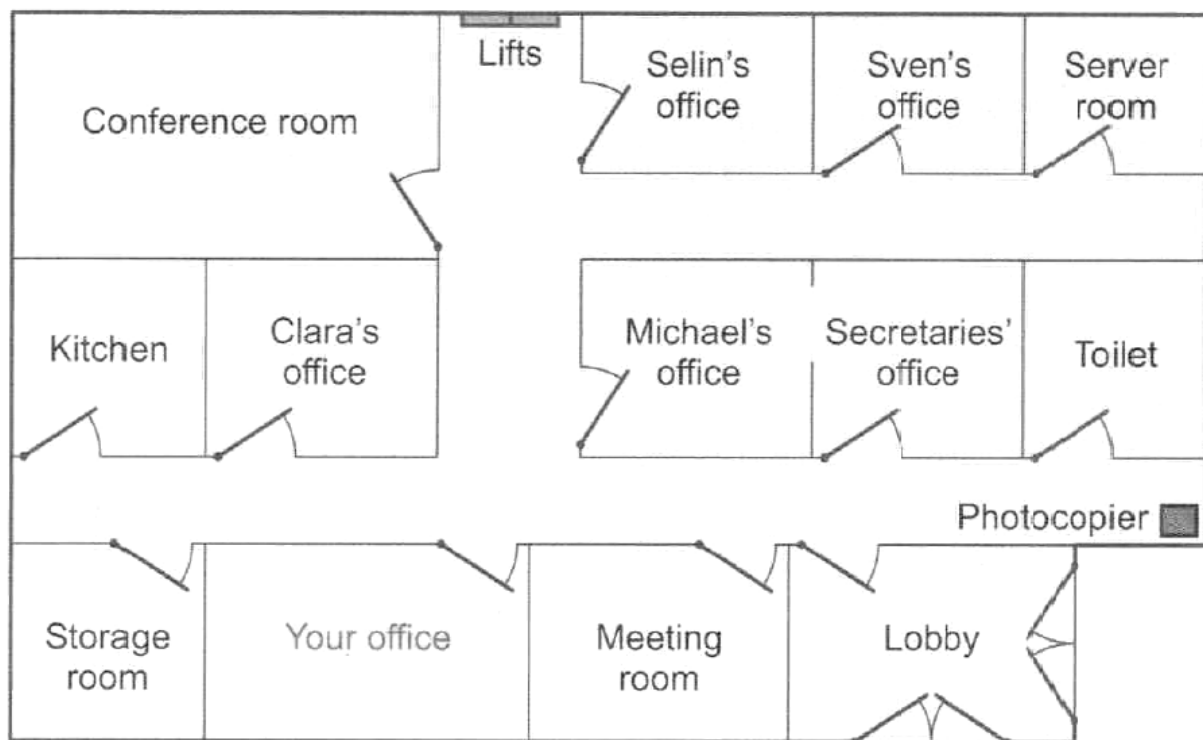 Lifts
Conference room
Selin's
office
Sven's
office
Server
room
Kitchen
Clara's
office
Michael's
office
Secretaries'
office
Toilet
Photocopier
Storage
room
Your office
Meeting
room
Lobby